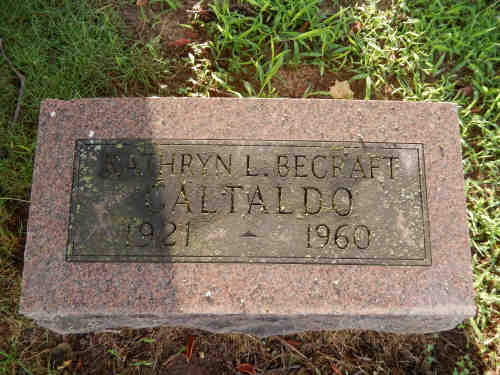 KATHRYN L. BECRAFT
CALTALDO
1921 - 1960